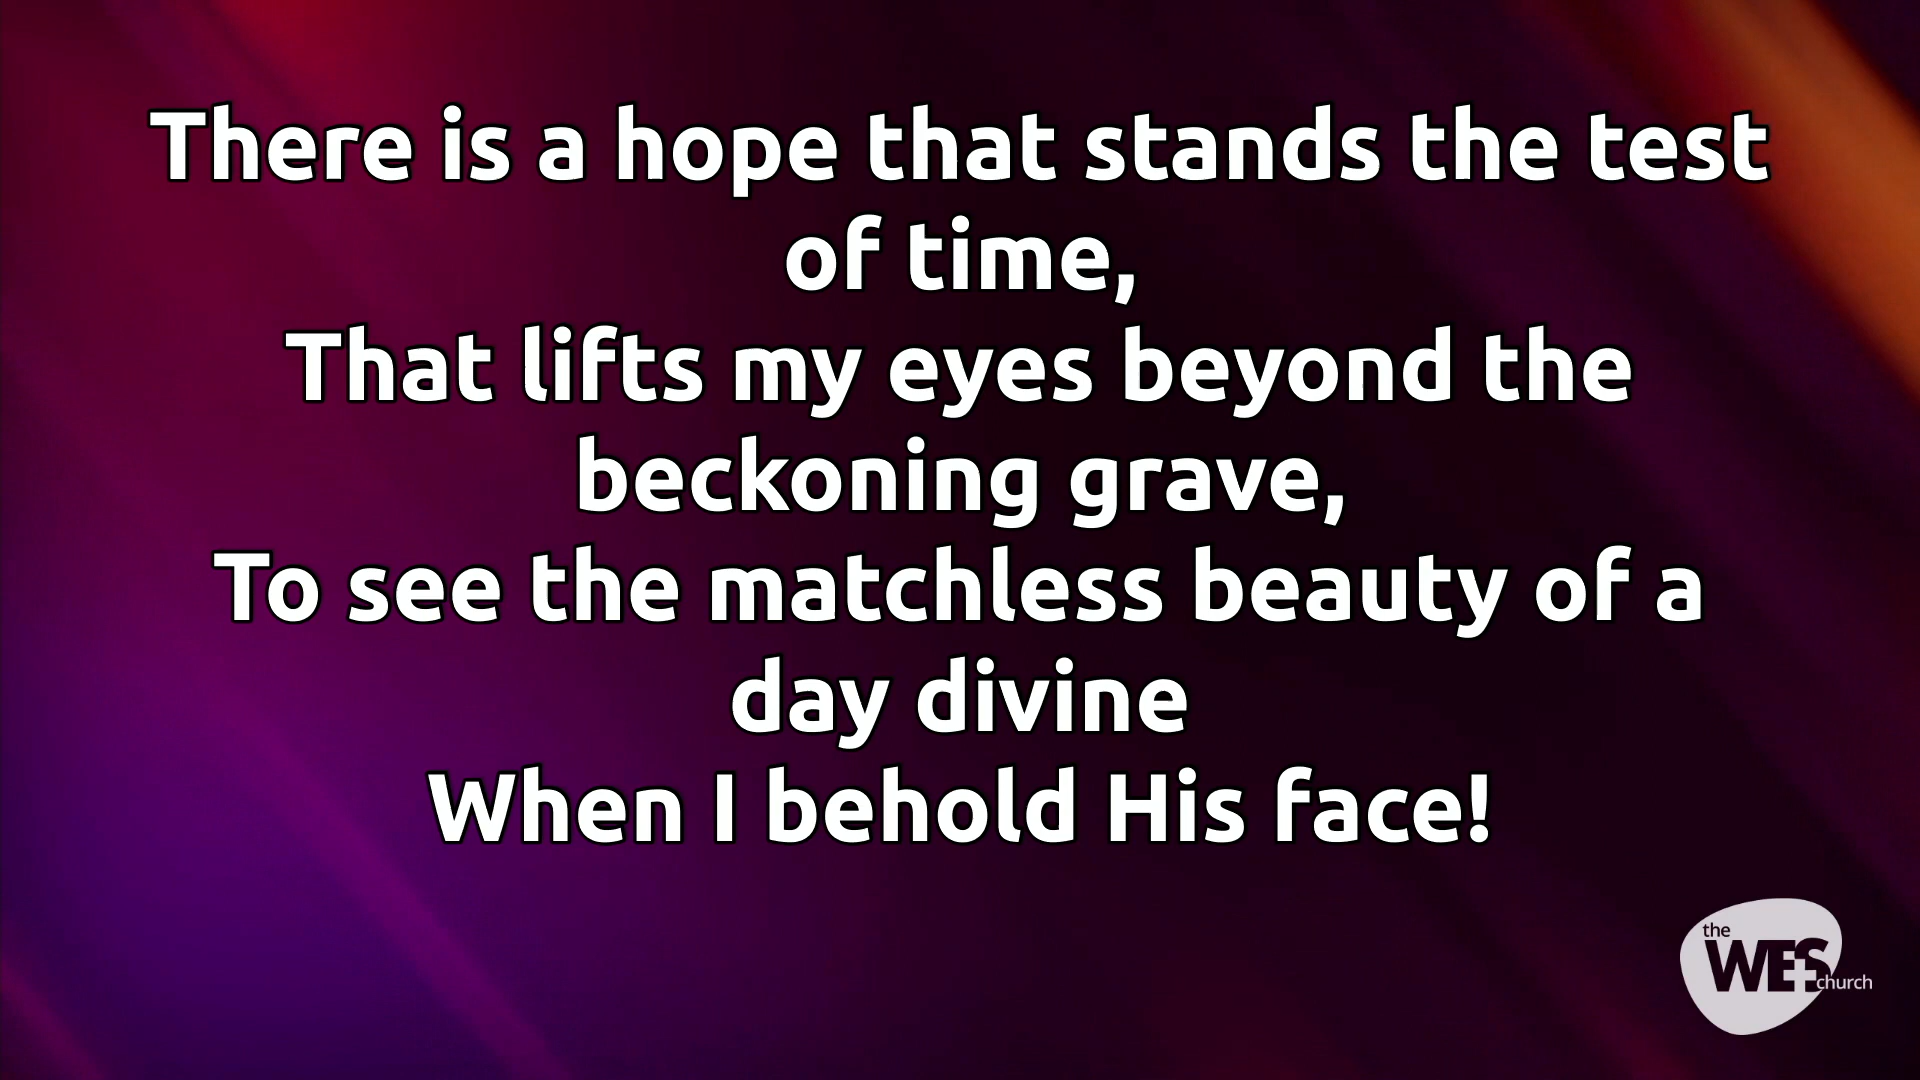 There is a hope that stands the test
of time,
That lifts my eyes beyond the
beckoning grave,
To see the matchless beauty of a
day divine
When I behold His face!
the
WES
church